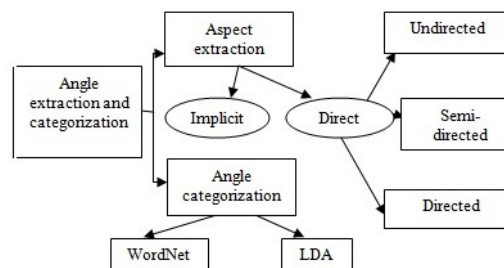 Aspect
extraction
Undirected
Angle
extraction and
categorization
Implicit
Direct
Semi-
directed
Angle
categorization
Directed
WordNet
LDA